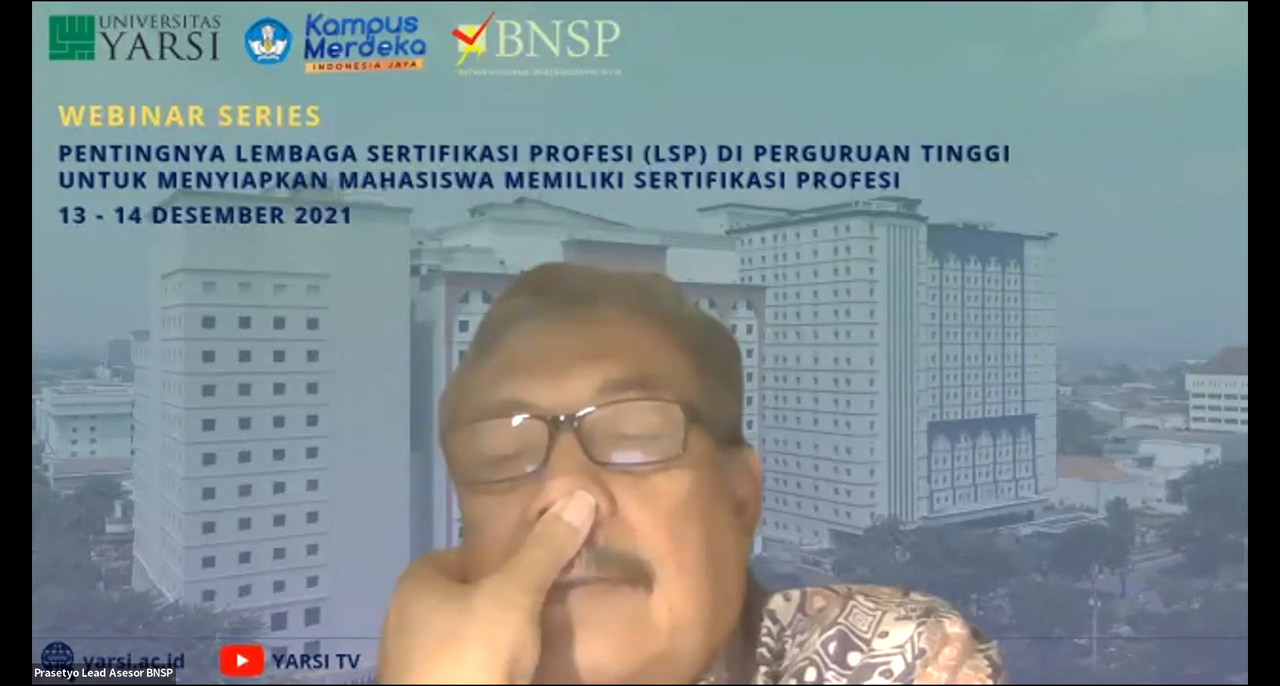 UNIVERSITAS
YARSI
Kampus
Merdeka
INDONESIA JAYA
BNSP
WEBINAR SERIES
PENTINGNYA LEMBAGA SERTIFIKASI PROFESI (LSP) DI PERGURUAN TINGGI
UNTUK MENYIAPKAN MAHASISWA MEMILIKI SERTIFIKASI PROFESI
13 - 14 DESEMBER 2021
yarsi.ac.id
YARSI TV
Prasetyo Lead Asesor BNSP